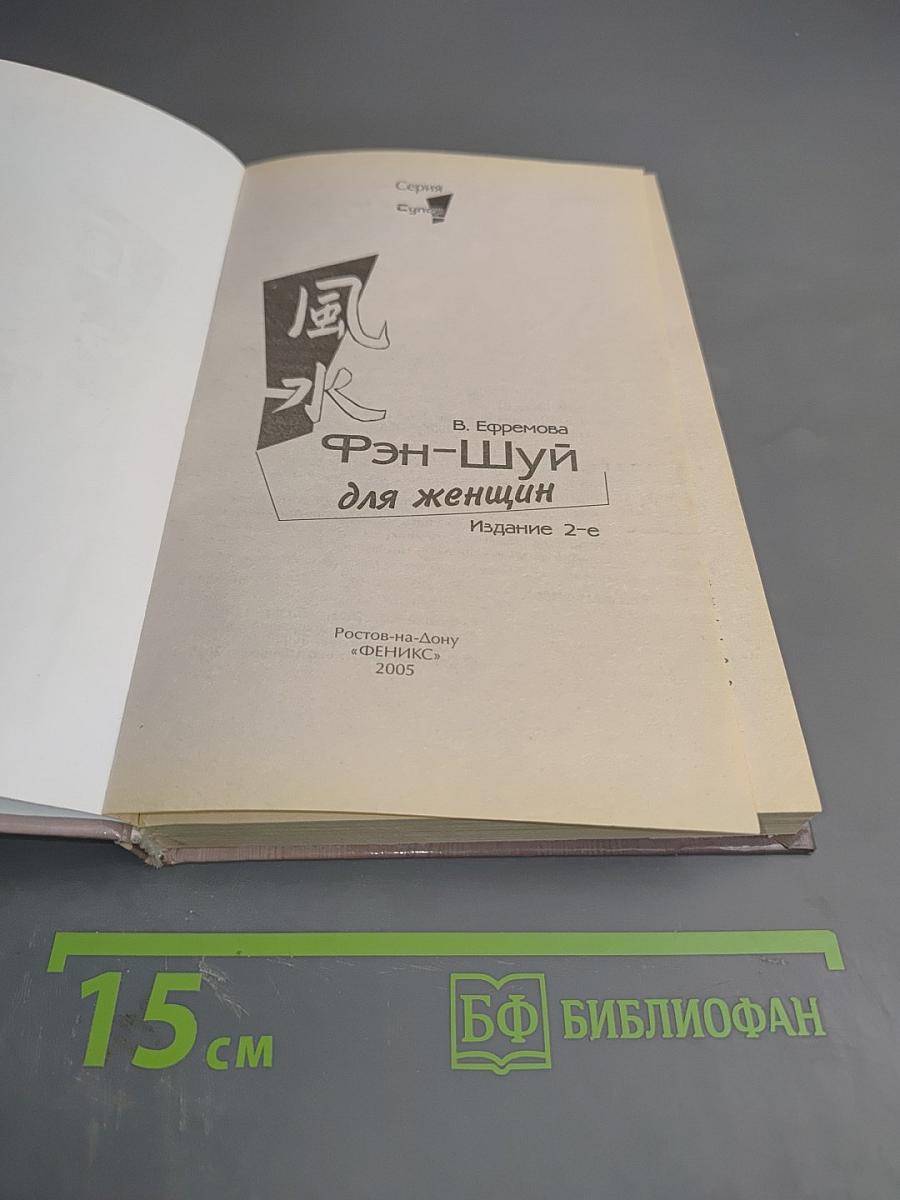 Серия
Супер
風
水
В. Ефремова
Фэн-Шуй
для женщин
Издание 2-е
Ростов-на-Дону
«ФЕНИКС»
2005
15 см
БФ БИБЛИОФАН